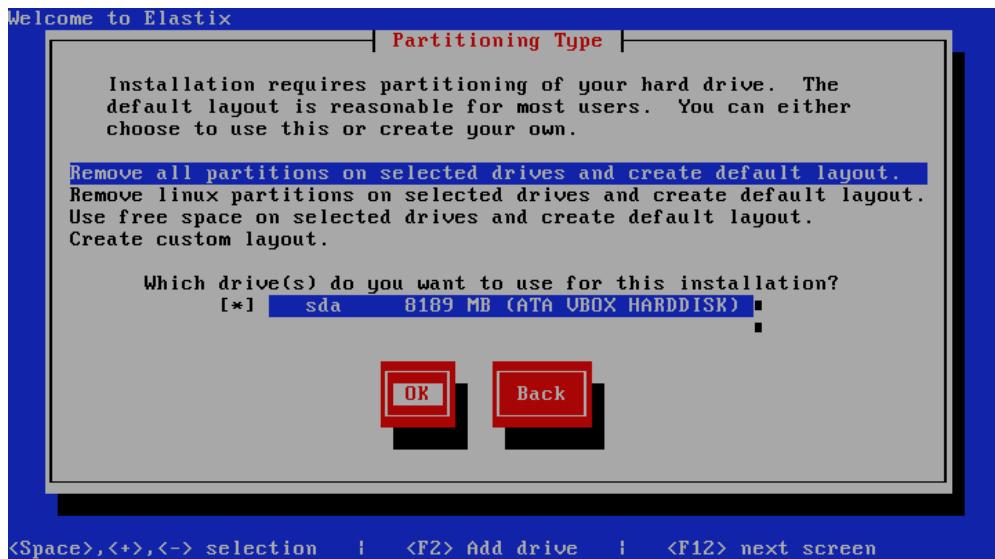 Welcome to Elastix
Partitioning Type
Installation requires partitioning of your hard drive.  The
default layout is reasonable for most users.  You can either
choose to use this or create your own.
Remove all partitions on selected drives and create default layout.
Remove linux partitions on selected drives and create default layout.
Use free space on selected drives and create default layout.
Create custom layout.
Which drive(s) do you want to use for this installation?
[*]   sda     8189 MB (ATA VBOX HARDDISK)
OK   Back
<Space>,<+>,<-> selection   |   <F2> Add drive   |   <F12> next screen